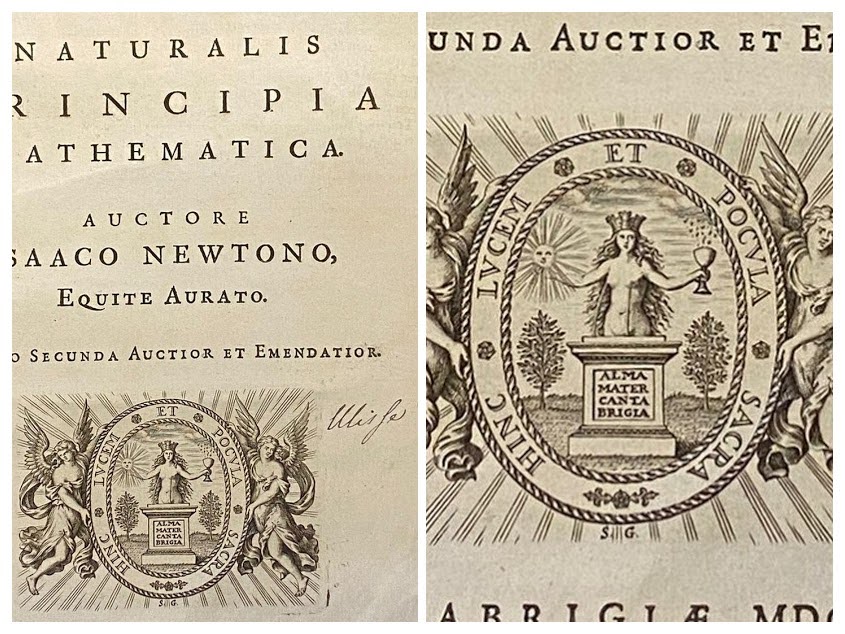 NATURALIS
RINCIPIA
ATHEMATICA.
AUCTORE
SAACO NEWTONO,
EQUITE AURATO.
O SECUNDA AUCTIOR ET EMENDATIOR.
HINC LVCEM ET POCVLA SACRA
ALMA
MATER
CANTA
BRIGIA
S. G.
UNDA AUCTIOR ET E
HINC LVCEM ET POCVLA SACRA
ALMA
MATER
CANTA
BRIGIA
S. G.
ABRIGIÆ, MDC